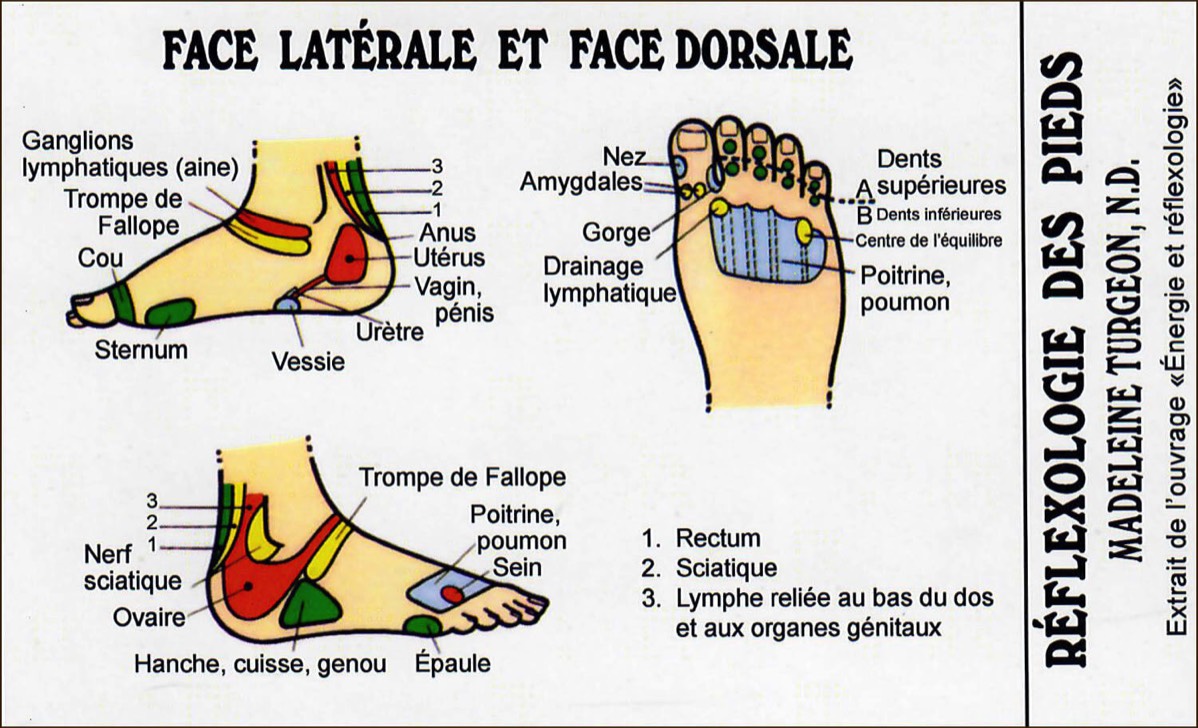 FACE LATÉRALE ET FACE DORSALE
Ganglions
lymphatiques (aine)
Trompe de
Fallope
Cou
Sternum
3
2
1
Anus
Utérus
Vagin,
pénis
Urètre
Vessie
Nez
Amygdales
Gorge
Drainage
lymphatique
Dents
A supérieures
B Dents inférieures
Centre de l'équilibre
Poitrine,
poumon
3
2
1
Nerf
sciatique
Ovaire
Hanche, cuisse, genou
Trompe de Fallope
Poitrine,
poumon
Sein
Épaule
1. Rectum
2. Sciatique
3. Lymphe reliée au bas du dos
et aux organes génitaux
RÉFLEXOLOGIE DES PIEDS
MADELEINE TURGEON, N.D.
Extrait de l'ouvrage «Énergie et réflexologie»